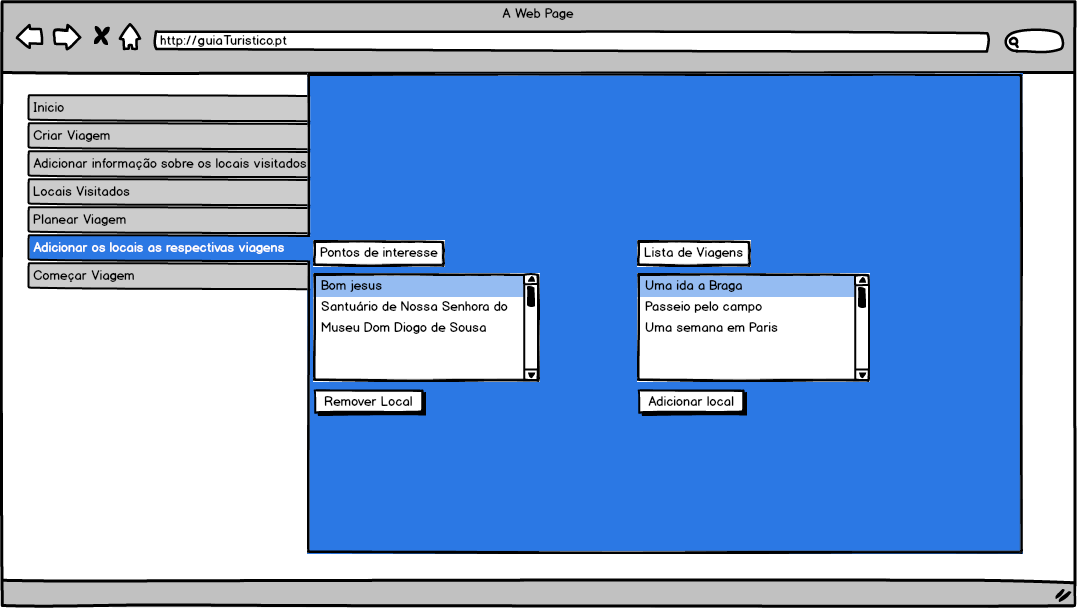 A Web Page
http://guiaTuristico.pt
Inicio
Criar Viagem
Adicionar informação sobre os locais visitados
Locais Visitados
Planear Viagem
Adicionar os locais as respectivas viagens
Começar Viagem
Pontos de interesse
Bom jesus
Santuário de Nossa Senhora do
Museu Dom Diogo de Sousa
Remover Local
Lista de Viagens
Uma ida a Braga
Passeio pelo campo
Uma semana em Paris
Adicionar local